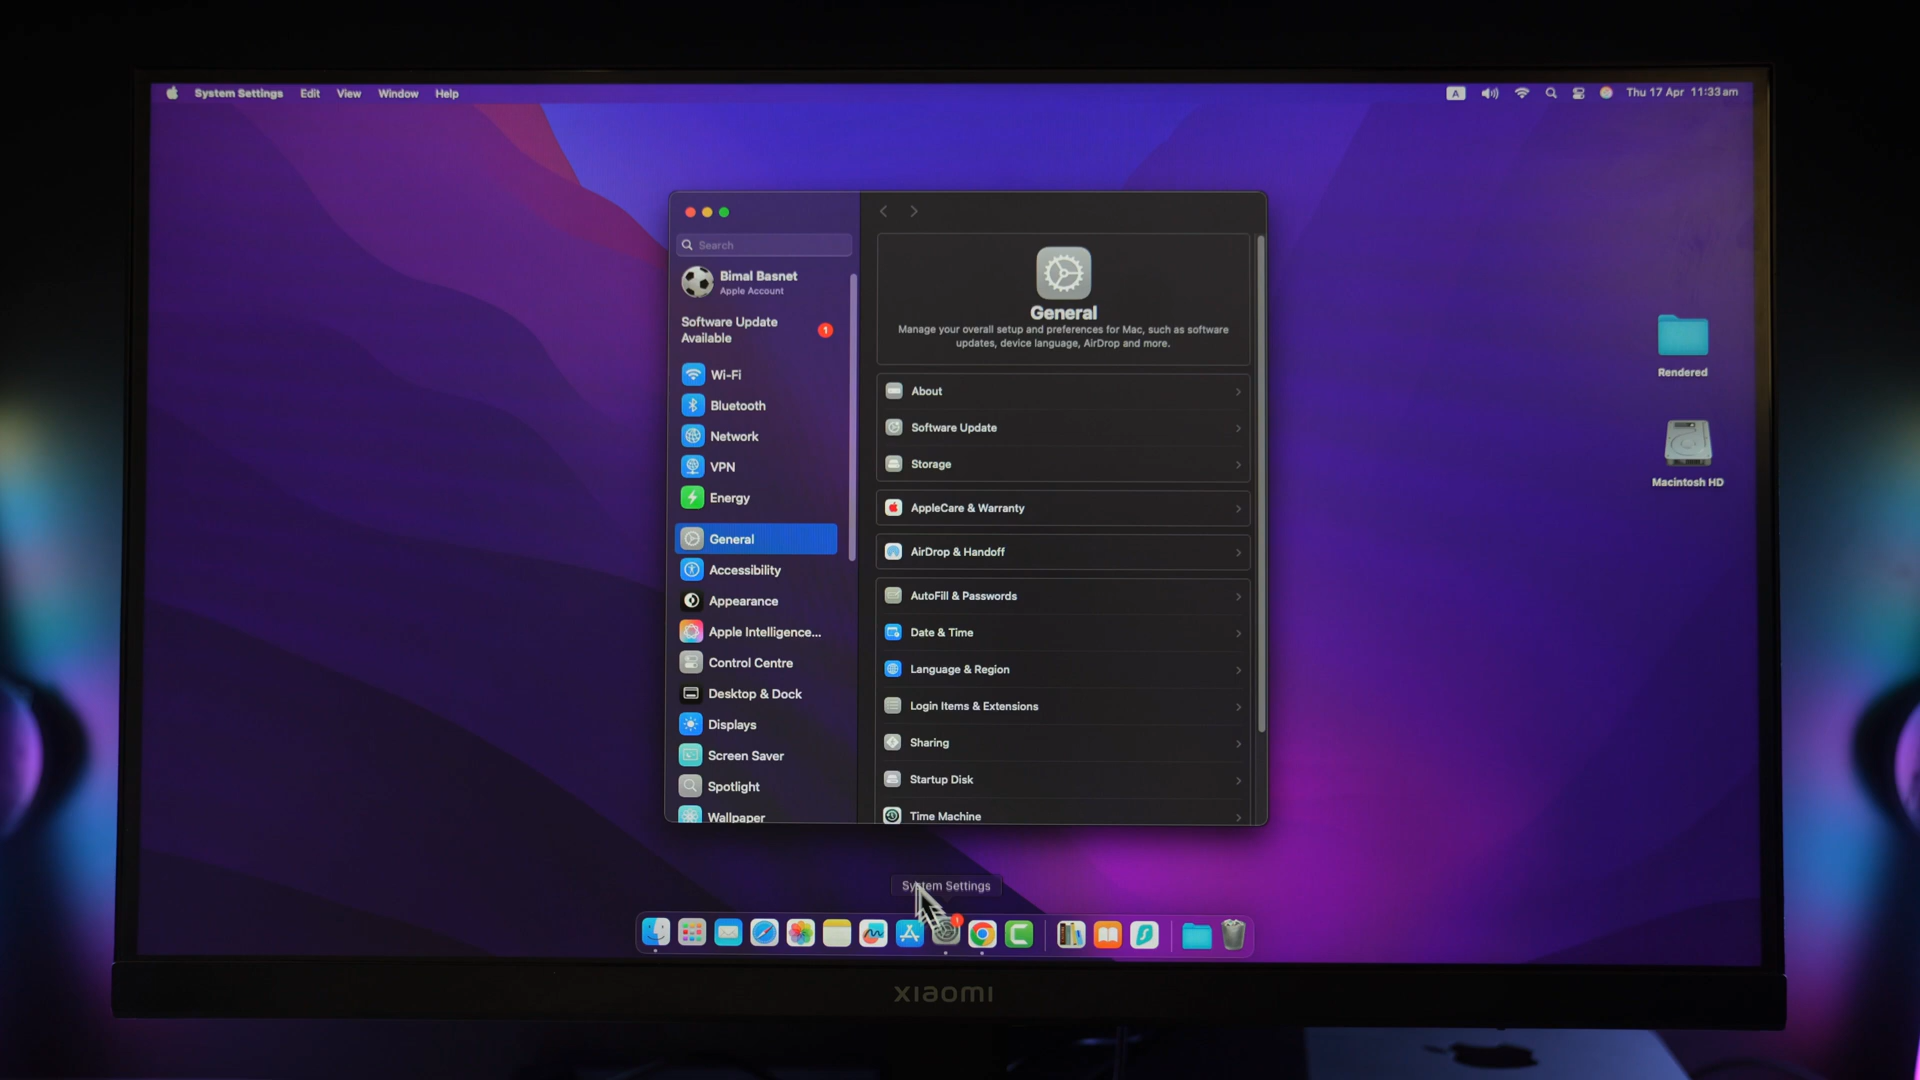 System Settings Edit View Window Help
A
Thu 17 Apr 11:33 am
Search
Bimal Basnet
Apple Account
Software Update
Available
1
Wi-Fi
Bluetooth
Network
VPN
Energy
General
Accessibility
Appearance
Apple Intelligence...
Control Centre
Desktop & Dock
Displays
Screen Saver
Spotlight
Wallpaper
General
Manage your overall setup and preferences for Mac, such as software
updates, device language, AirDrop and more.
About
Software Update
Storage
AppleCare & Warranty
AirDrop & Handoff
AutoFill & Passwords
Date & Time
Language & Region
Login Items & Extensions
Sharing
Startup Disk
Time Machine
Rendered
Macintosh HD
System Settings
1
xiaomi